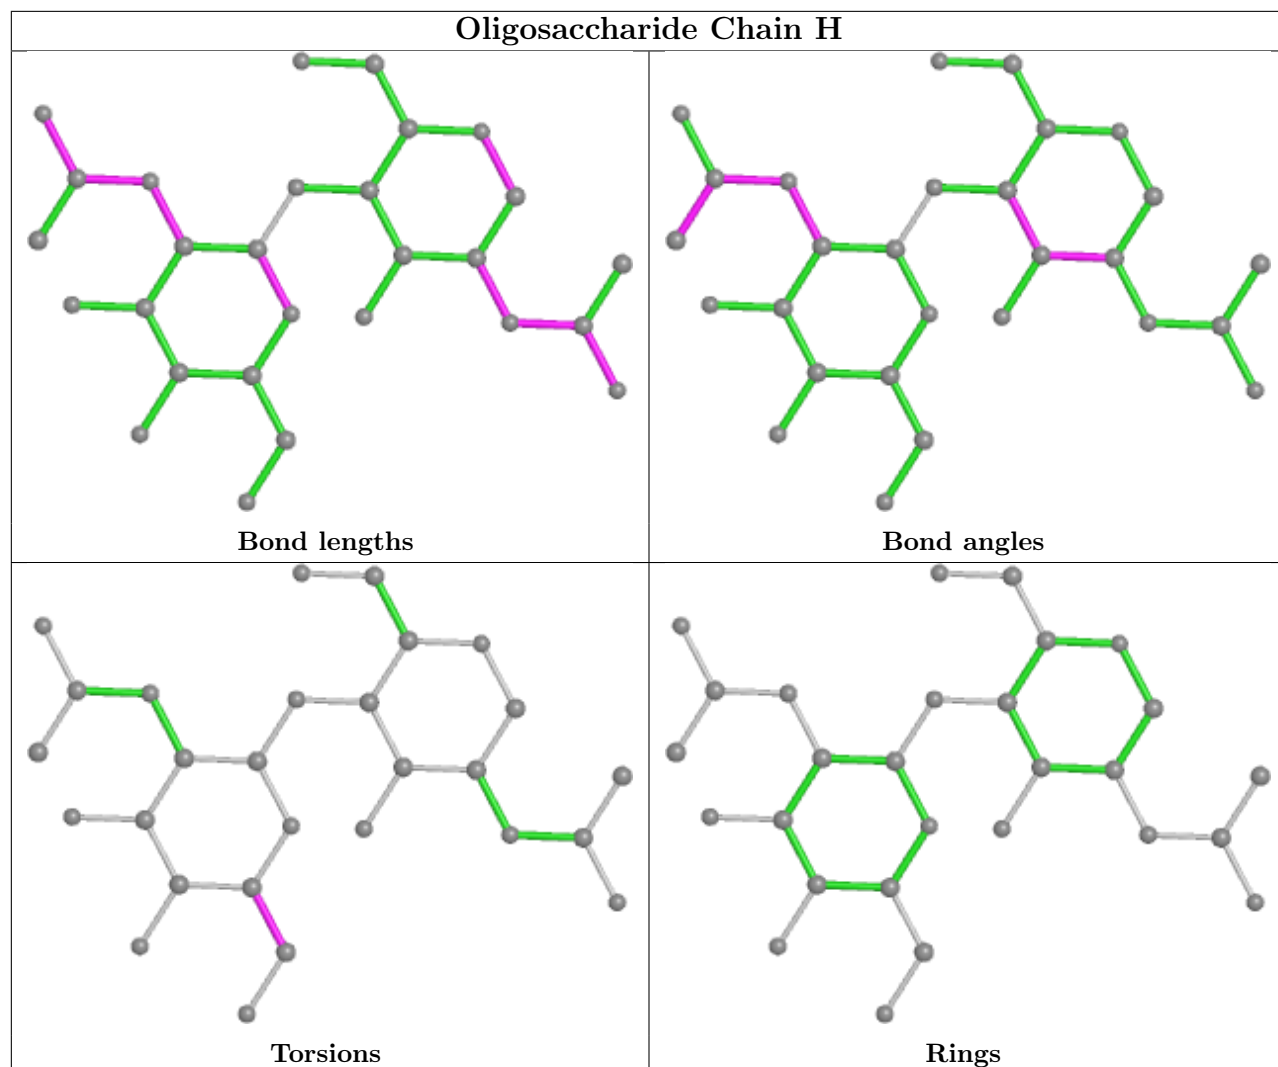 Oligosaccharide Chain H
Bond lengths
Bond angles
Torsions
Rings